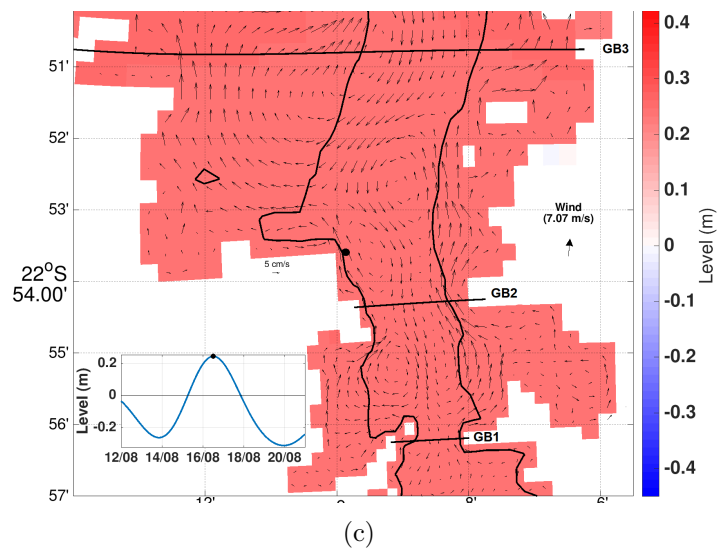 0.4
GB3
51'
0.3
52'
0.2
Wind
(7.07 m/s)
53'
0.1
5 cm/s
22°S
54.00'
0
GB2
-0.1
Level (m)
55'
0.2
0
-0.2
Level (m)
-0.2
56'
GB1
-0.3
12/08 14/08 16/08 18/08 20/08
-0.4
57'
8'
6'
(c)